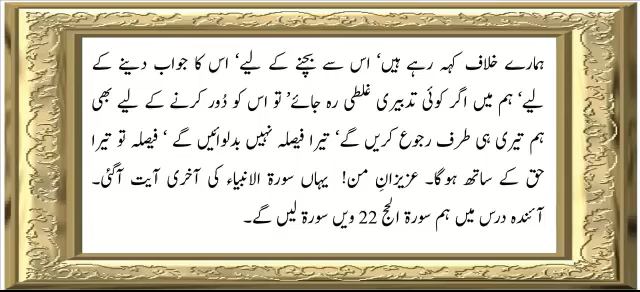 ہمارے خلاف کہہ رہے ہیں‘ اس سے بچنے کے لیے‘ اس کا جواب دینے کے
لیے‘ ہم میں اگر کوئی تدبیری غلطی رہ جائے’ تو اس کو دُور کرنے کے لیے بھی
ہم تیری ہی طرف رجوع کریں گے‘ تیرا فیصلہ نہیں بدلوائیں گے ‘ فیصلہ تو تیرا
حق کے ساتھ ہوگا۔ عزیزانِ من! یہاں سورۃ الانبیاء کی آخری آیت آگئی۔
آئندہ درس میں ہم سورۃ الحج 22 ویں سورۃ لیں گے۔